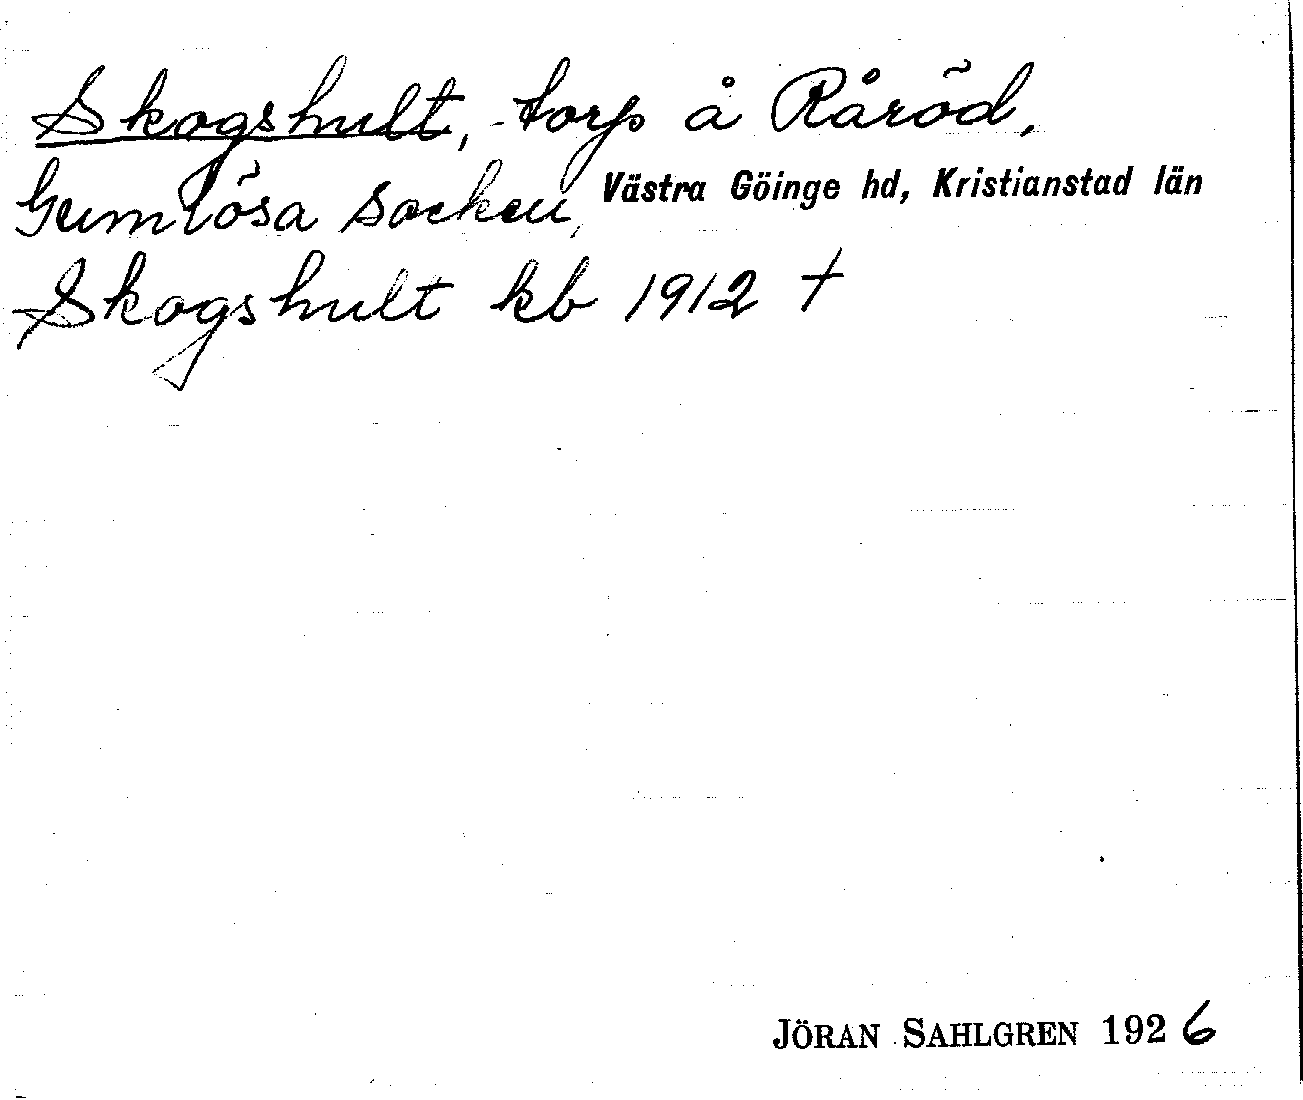 Skogshult, torp å Råröd,
Gumlösa socken, Västra Göinge hd, Kristianstad län
Skogshult kb 1912 †
JÖRAN SAHLGREN 1926